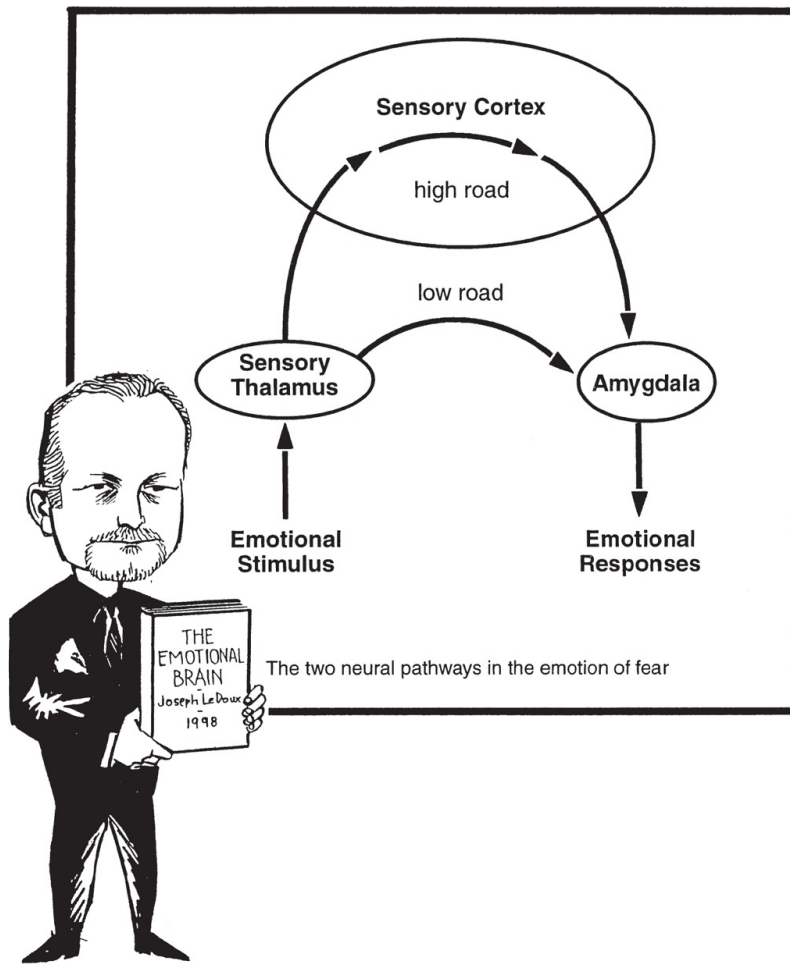 Sensory Cortex
high road
low road
Sensory
Thalamus
Amygdala
Emotional
Stimulus
Emotional
Responses
THE
EMOTIONAL
BRAIN
-
Joseph LeDoux
-
1998
The two neural pathways in the emotion of fear